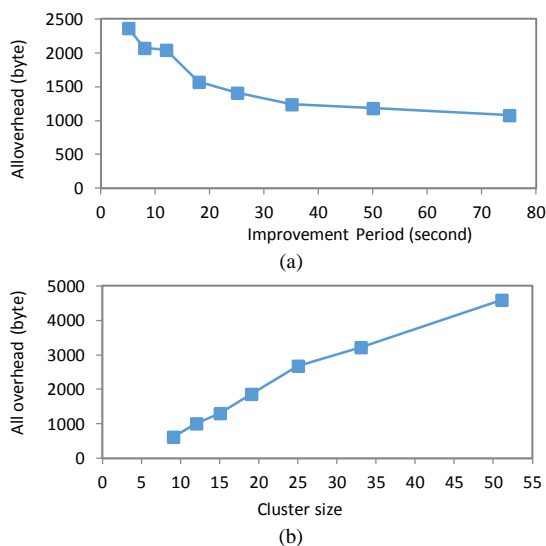 2500
2000
1500
1000
500
0
Alloverhead (byte)
0 10 20 30 40 50 60 70 80
Improvement Period (second)
(a)
5000
4000
3000
2000
1000
0
All overhead (byte)
0 5 10 15 20 25 30 35 40 45 50 55
Cluster size
(b)